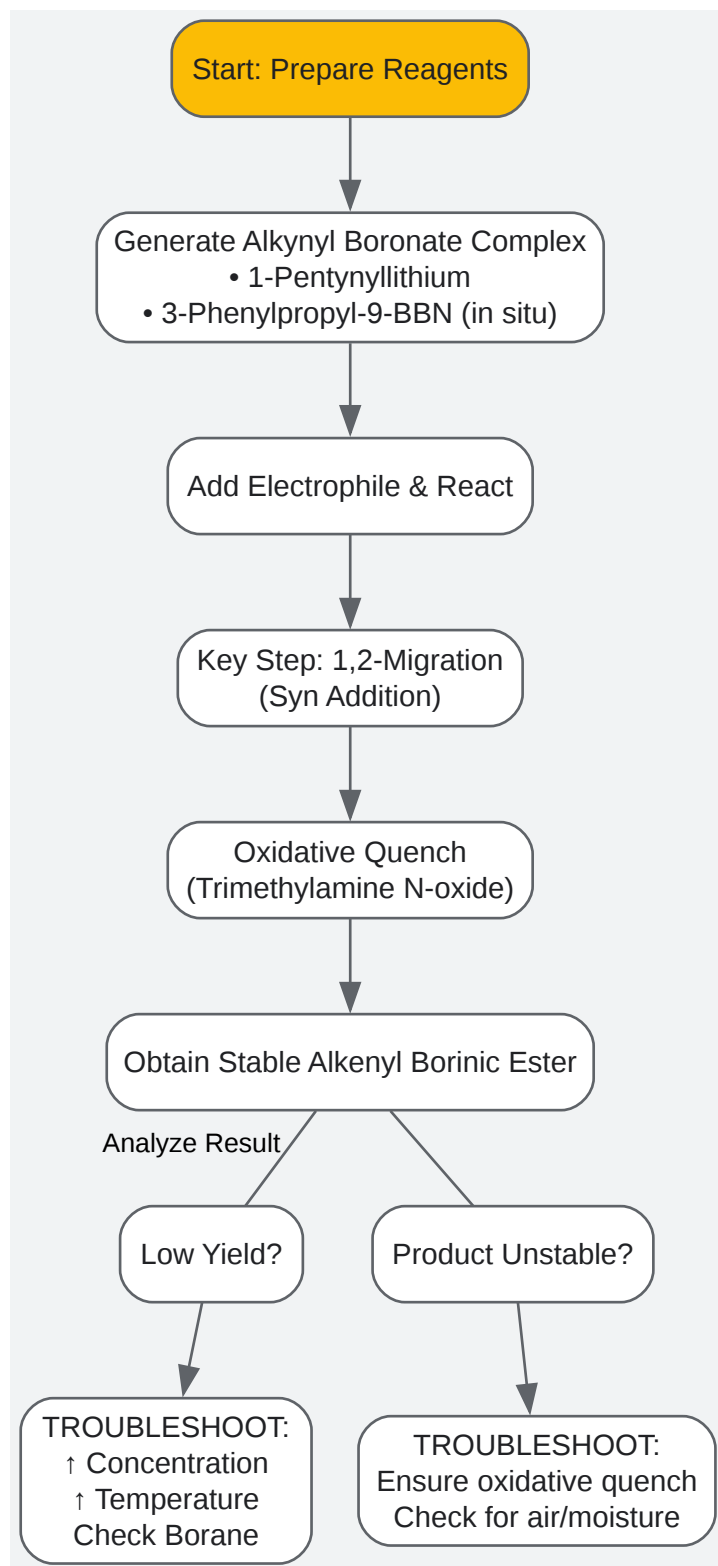 Start: Prepare Reagents
Generate Alkynyl Boronate Complex
• 1-Pentynyllithium
• 3-Phenylpropyl-9-BBN (in situ)
Add Electrophile & React
Key Step: 1,2-Migration
(Syn Addition)
Oxidative Quench
(Trimethylamine N-oxide)
Obtain Stable Alkenyl Borinic Ester
Analyze Result
Low Yield?
Product Unstable?
TROUBLESHOOT:
↑ Concentration
↑ Temperature
Check Borane
TROUBLESHOOT:
Ensure oxidative quench
Check for air/moisture